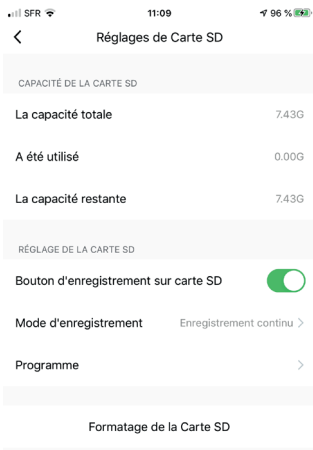 SFR 11:09 96 %
Réglages de Carte SD
CAPACITÉ DE LA CARTE SD
La capacité totale 7.43G
A été utilisé 0.00G
La capacité restante 7.43G
RÉGLAGE DE LA CARTE SD
Bouton d'enregistrement sur carte SD
Mode d'enregistrement Enregistrement continu
Programme
Formatage de la Carte SD